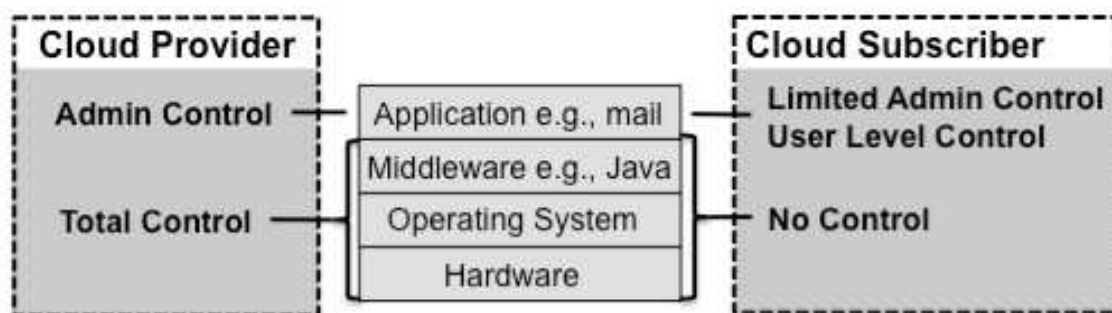 Cloud Provider
Admin Control
Total Control
Application e.g., mail
Middleware e.g., Java
Operating System
Hardware
Cloud Subscriber
Limited Admin Control
User Level Control
No Control